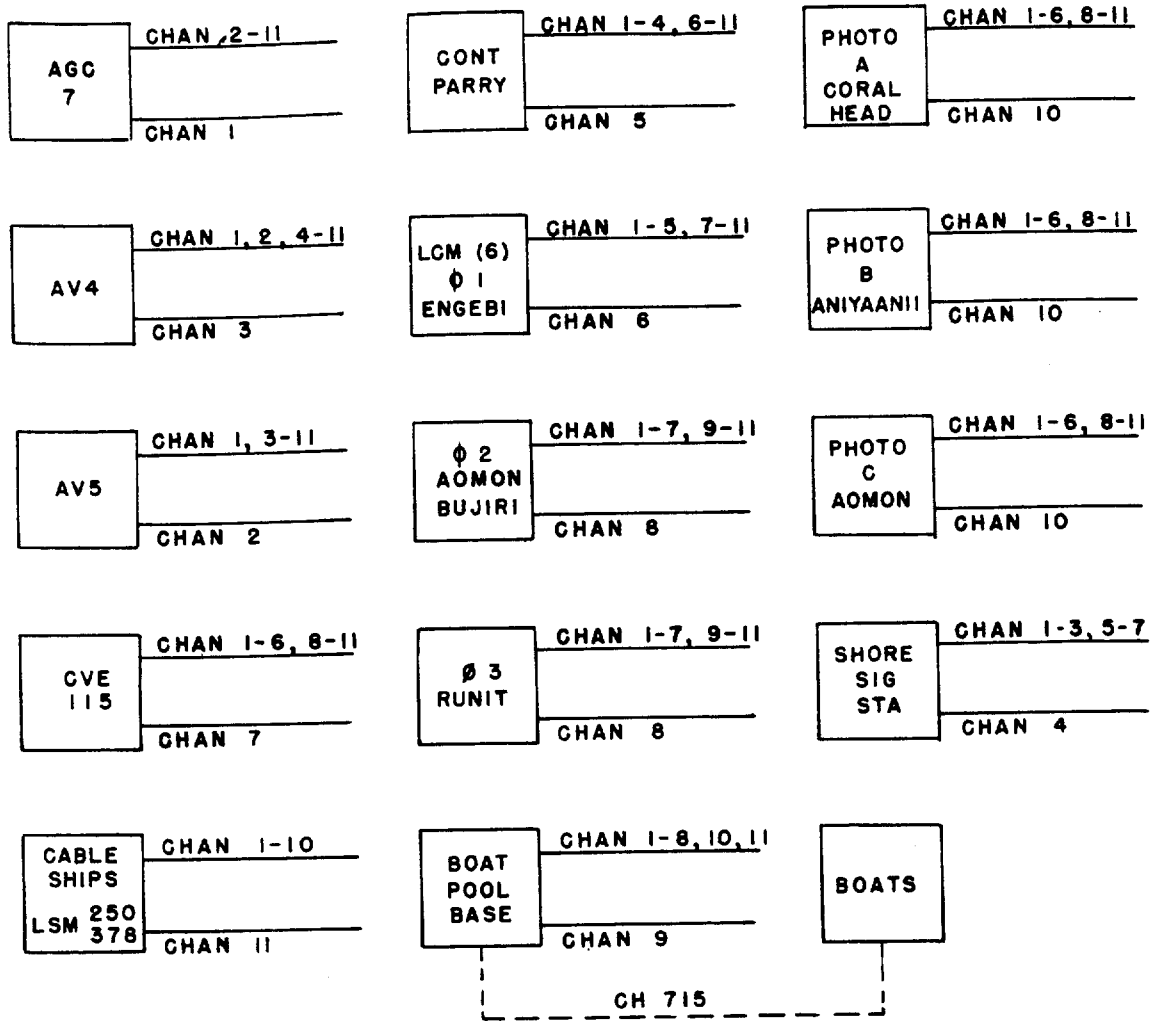 AGC
7
CHAN 2-11
CHAN 1
CONT
PARRY
CHAN 1-4, 6-11
CHAN 5
PHOTO
A
CORAL
HEAD
CHAN 1-6, 8-11
CHAN 10
AV4
CHAN 1, 2, 4-11
CHAN 3
LCM (6)
ϕ 1
ENGEBI
CHAN 1-5, 7-11
CHAN 6
PHOTO
B
ANIYAANII
CHAN 1-6, 8-11
CHAN 10
AV5
CHAN 1, 3-11
CHAN 2
ϕ 2
AOMON
BUJIRI
CHAN 1-7, 9-11
CHAN 8
PHOTO
C
AOMON
CHAN 1-6, 8-11
CHAN 10
CVE
115
CHAN 1-6, 8-11
CHAN 7
Ø 3
RUNIT
CHAN 1-7, 9-11
CHAN 8
SHORE
SIG
STA
CHAN 1-3, 5-7
CHAN 4
CABLE
SHIPS
LSM 250
378
CHAN 1-10
CHAN 11
BOAT
POOL
BASE
CHAN 1-8, 10, 11
CHAN 9
BOATS
CH 715